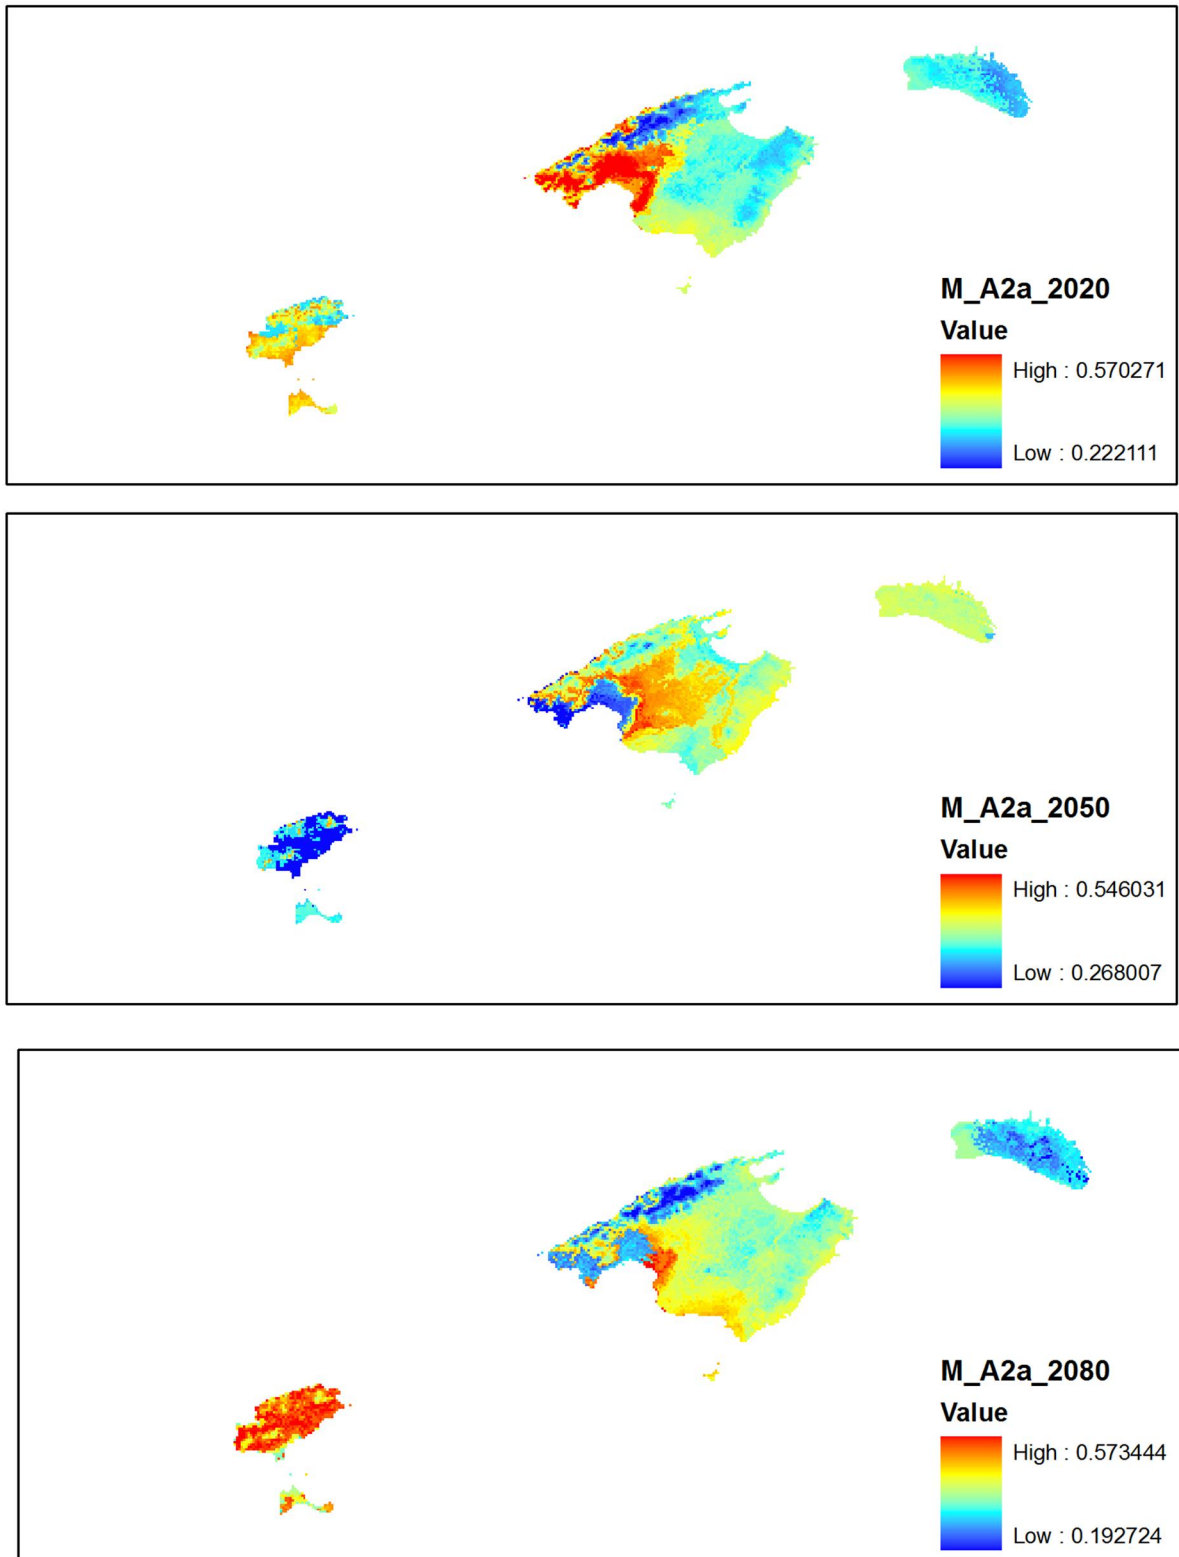 M_A2a_2020
Value
High : 0.570271
Low : 0.222111
M_A2a_2050
Value
High : 0.546031
Low : 0.268007
M_A2a_2080
Value
High : 0.573444
Low : 0.192724